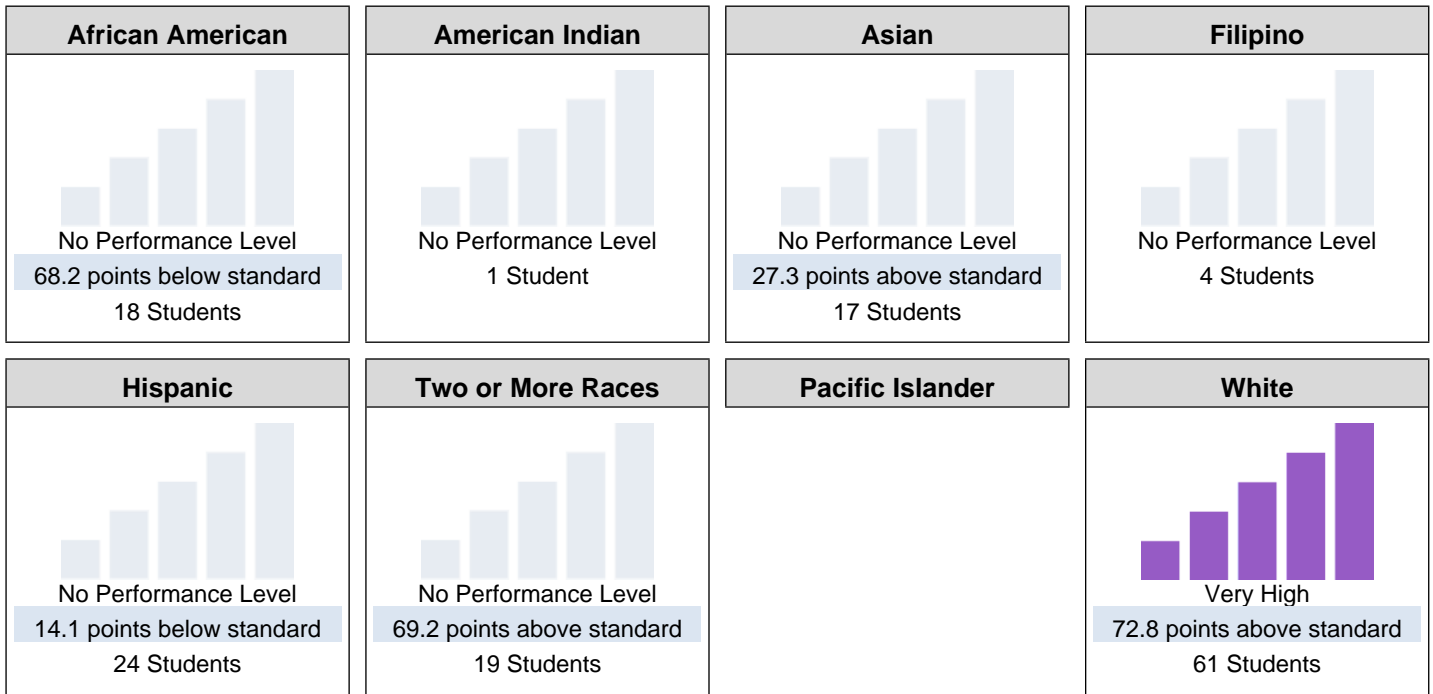 African American
No Performance Level
68.2 points below standard
18 Students
American Indian
No Performance Level
1 Student
Asian
No Performance Level
27.3 points above standard
17 Students
Filipino
No Performance Level
4 Students
Hispanic
No Performance Level
14.1 points below standard
24 Students
Two or More Races
No Performance Level
69.2 points above standard
19 Students
Pacific Islander
White
Very High
72.8 points above standard
61 Students